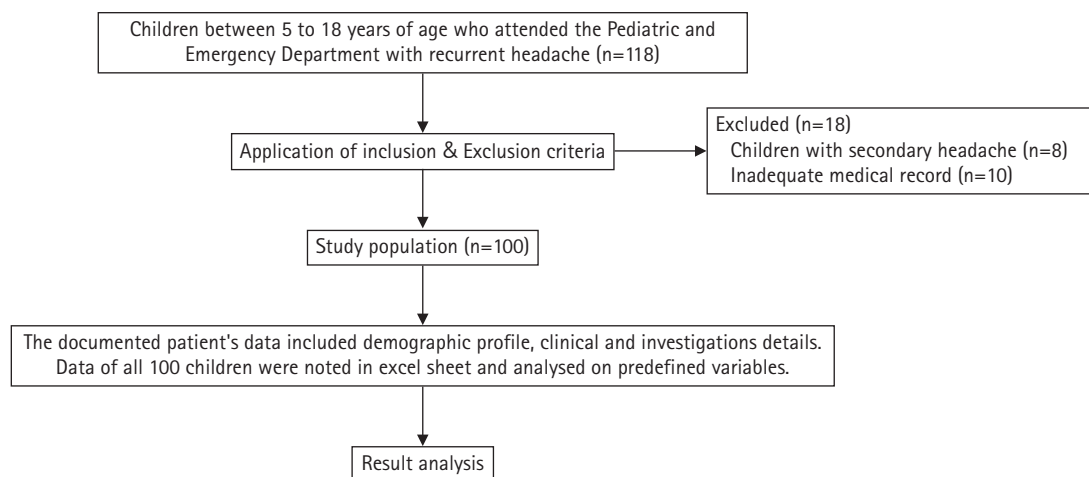 Children between 5 to 18 years of age who attended the Pediatric and
Emergency Department with recurrent headache (n=118)
Application of inclusion & Exclusion criteria
Excluded (n=18)
Children with secondary headache (n=8)
Inadequate medical record (n=10)
Study population (n=100)
The documented patient's data included demographic profile, clinical and investigations details.
Data of all 100 children were noted in excel sheet and analysed on predefined variables.
Result analysis